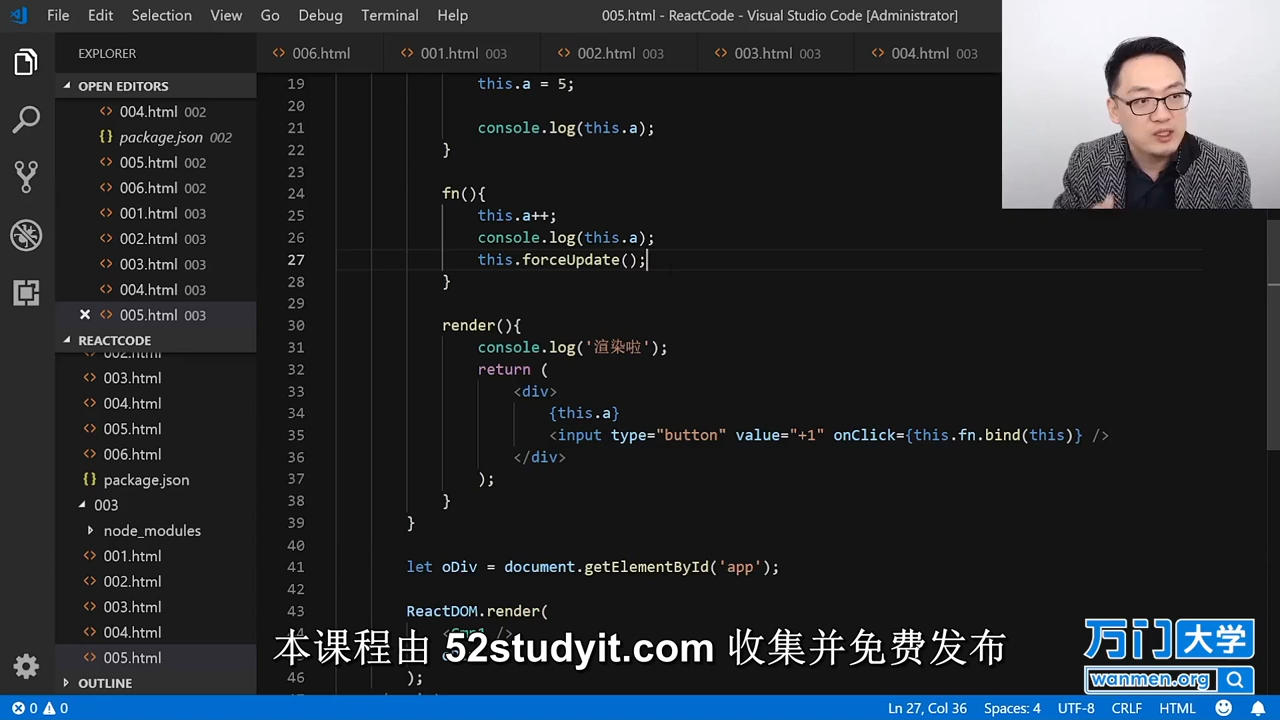 File Edit Selection View Go Debug Terminal Help 005.html - ReactCode - Visual Studio Code [Administrator]
EXPLORER
006.html 001.html 003 002.html 003 003.html 003 004.html 003
OPEN EDITORS
004.html 002
package.json 002
005.html 002
006.html 002
001.html 003
002.html 003
003.html 003
004.html 003
005.html 003
REACTCODE
002.html
003.html
004.html
005.html
006.html
package.json
003
node_modules
001.html
002.html
003.html
004.html
005.html
OUTLINE
19 this.a = 5;
20
21 console.log(this.a);
22 }
23
24 fn(){
25 this.a++;
26 console.log(this.a);
27 this.forceUpdate();
28 }
29
30 render(){
31 console.log('渲染啦');
32 return (
33 <div>
34 {this.a}
35 <input type="button" value="+1" onClick={this.fn.bind(this)} />
36 </div>
37 );
38 }
39 }
40
41 let oDiv = document.getElementById('app');
42
43 ReactDOM.render(
44 <Cmp1 />
46 );
本课程由 52studyit.com 收集并免费发布
万门大学
wanmen.org
0 0 Ln 27, Col 36 Spaces: 4 UTF-8 CRLF HTML